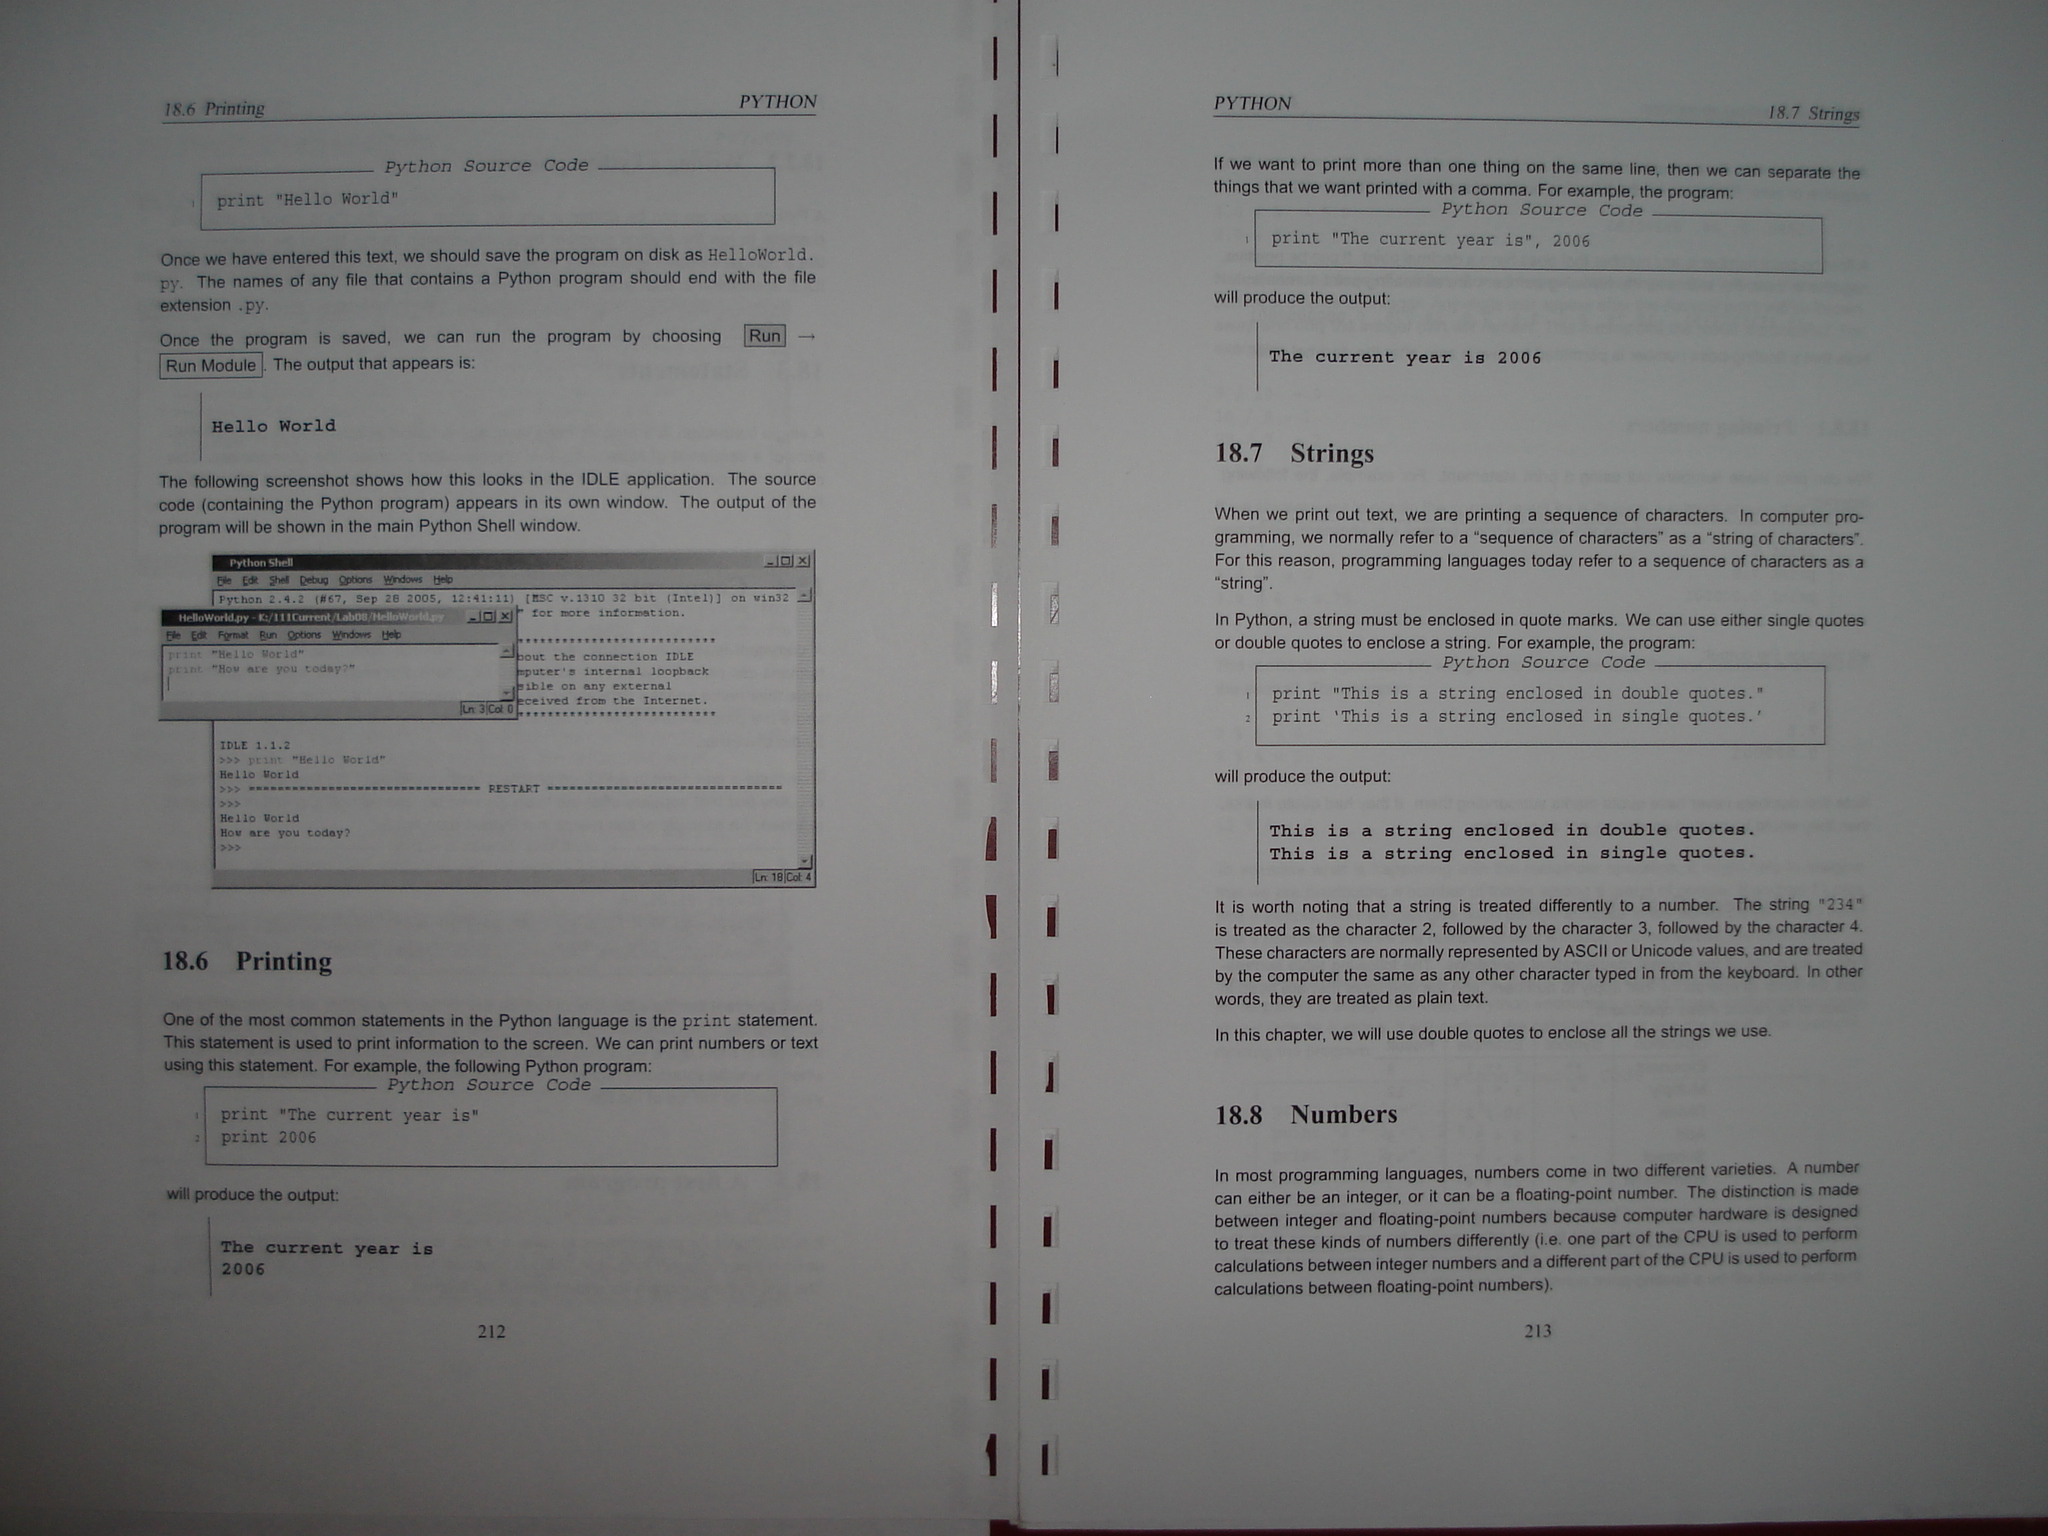 18.6 Printing PYTHON
Python Source Code
1 print "Hello World"
Once we have entered this text, we should save the program on disk as HelloWorld.
py. The names of any file that contains a Python program should end with the file
extension .py.
Once the program is saved, we can run the program by choosing Run →
Run Module. The output that appears is:
Hello World
The following screenshot shows how this looks in the IDLE application. The source
code (containing the Python program) appears in its own window. The output of the
program will be shown in the main Python Shell window.
Python Shell
File Edit Shell Debug Options Windows Help
Python 2.4.2 (#67, Sep 28 2005, 12:41:11) [MSC v.1310 32 bit (Intel)] on win32
" for more information.
bout the connection IDLE
mputer's internal loopback
sible on any external
eceived from the Internet.
HelloWorld.py - K:/111Current/Lab08/HelloWorld.py
File Edit Format Run Options Windows Help
print "Hello World"
print "How are you today?"
Ln: 3 Col: 0
IDLE 1.1.2
>>> print "Hello World"
Hello World
>>> ================================ RESTART ================================
>>>
Hello World
How are you today?
>>>
Ln: 18 Col: 4
18.6 Printing
One of the most common statements in the Python language is the print statement.
This statement is used to print information to the screen. We can print numbers or text
using this statement. For example, the following Python program:
Python Source Code
1 print "The current year is"
2 print 2006
will produce the output:
The current year is
2006
212
PYTHON 18.7 Strings
If we want to print more than one thing on the same line, then we can separate the
things that we want printed with a comma. For example, the program:
Python Source Code
1 print "The current year is", 2006
will produce the output:
The current year is 2006
18.7 Strings
When we print out text, we are printing a sequence of characters. In computer pro-
gramming, we normally refer to a “sequence of characters” as a “string of characters”.
For this reason, programming languages today refer to a sequence of characters as a
“string”.
In Python, a string must be enclosed in quote marks. We can use either single quotes
or double quotes to enclose a string. For example, the program:
Python Source Code
1 print "This is a string enclosed in double quotes."
2 print 'This is a string enclosed in single quotes.'
will produce the output:
This is a string enclosed in double quotes.
This is a string enclosed in single quotes.
It is worth noting that a string is treated differently to a number. The string "234"
is treated as the character 2, followed by the character 3, followed by the character 4.
These characters are normally represented by ASCII or Unicode values, and are treated
by the computer the same as any other character typed in from the keyboard. In other
words, they are treated as plain text.
In this chapter, we will use double quotes to enclose all the strings we use.
18.8 Numbers
In most programming languages, numbers come in two different varieties. A number
can either be an integer, or it can be a floating-point number. The distinction is made
between integer and floating-point numbers because computer hardware is designed
to treat these kinds of numbers differently (i.e. one part of the CPU is used to perform
calculations between integer numbers and a different part of the CPU is used to perform
calculations between floating-point numbers).
213